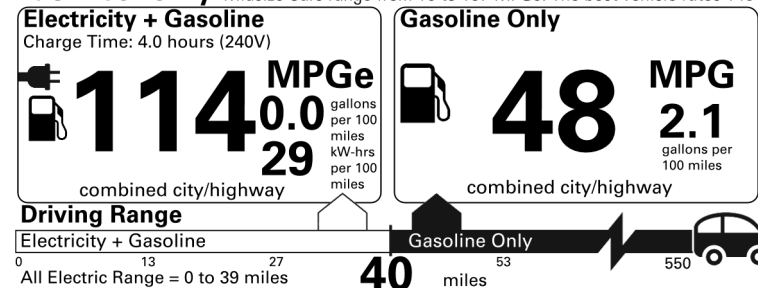 Electricity + Gasoline
Charge Time: 4.0 hours (240V)
114
MPGe
0.0 gallons per 100 miles
29 kW-hrs per 100 miles
combined city/highway
Gasoline Only
48
MPG
2.1
gallons per
100 miles
combined city/highway
Driving Range
Electricity + Gasoline
Gasoline Only
0 13 27 40 53 550
All Electric Range = 0 to 39 miles
miles